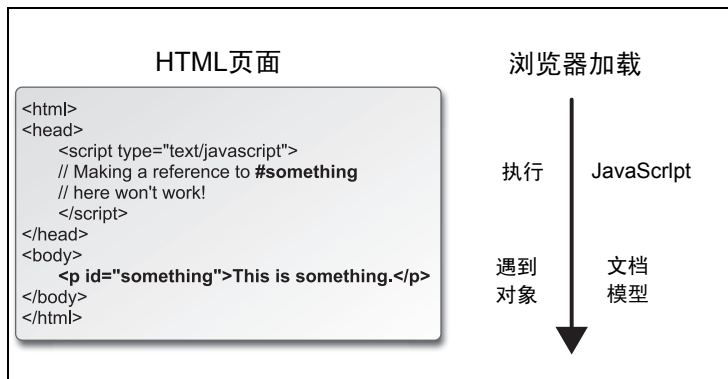 HTML页面
<html>
<head>
<script type="text/javascript">
// Making a reference to #something
// here won't work!
</script>
</head>
<body>
<p id="something">This is something.</p>
</body>
</html>
浏览器加载
执行 JavaScrIpt
遇到 文档
对象 模型